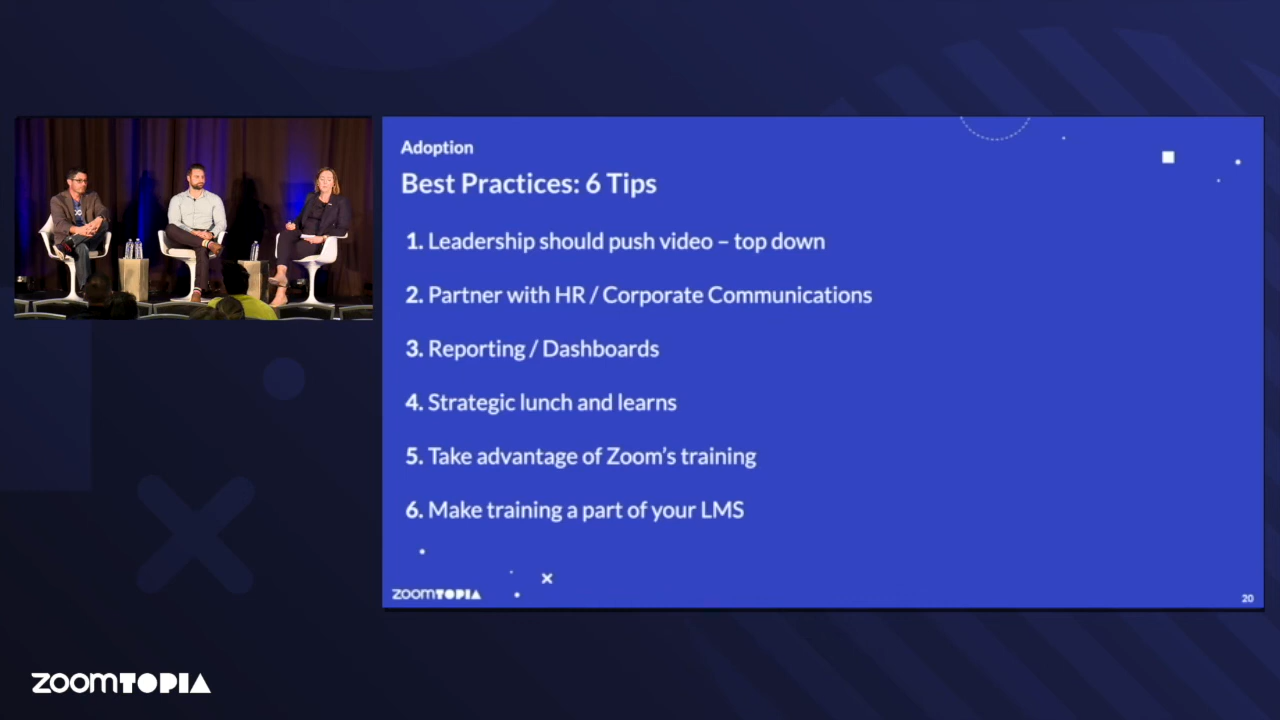 Adoption
Best Practices: 6 Tips
1. Leadership should push video – top down
2. Partner with HR / Corporate Communications
3. Reporting / Dashboards
4. Strategic lunch and learns
5. Take advantage of Zoom’s training
6. Make training a part of your LMS
zoomTOPIA
20
zoomTOPIA